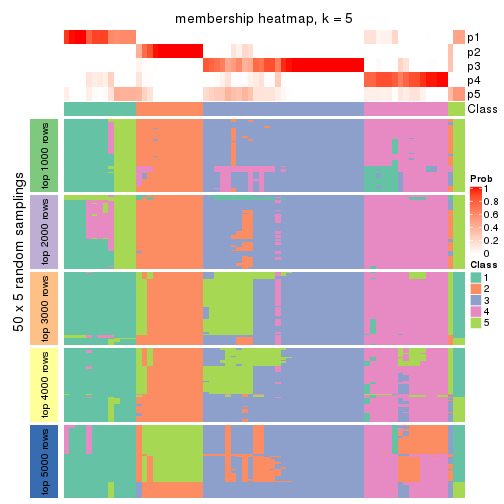 membership heatmap, k = 5
p1
p2
p3
p4
p5
Class
50 x 5 random samplings
top 1000 rows
top 2000 rows
top 3000 rows
top 4000 rows
top 5000 rows
Prob
1
0.8
0.6
0.4
0.2
0
Class
1
2
3
4
5